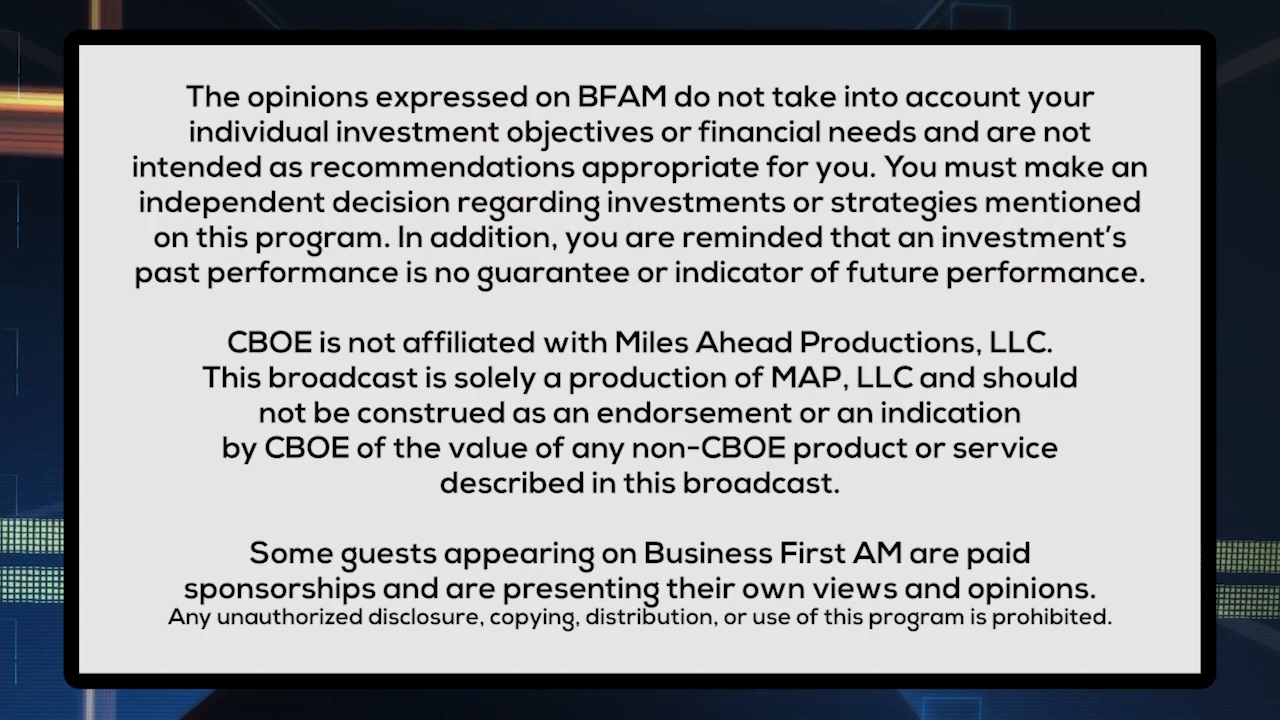 The opinions expressed on BFAM do not take into account your
individual investment objectives or financial needs and are not
intended as recommendations appropriate for you. You must make an
independent decision regarding investments or strategies mentioned
on this program. In addition, you are reminded that an investment's
past performance is no guarantee or indicator of future performance.
CBOE is not affiliated with Miles Ahead Productions, LLC.
This broadcast is solely a production of MAP, LLC and should
not be construed as an endorsement or an indication
by CBOE of the value of any non-CBOE product or service
described in this broadcast.
Some guests appearing on Business First AM are paid
sponsorships and are presenting their own views and opinions.
Any unauthorized disclosure, copying, distribution, or use of this program is prohibited.